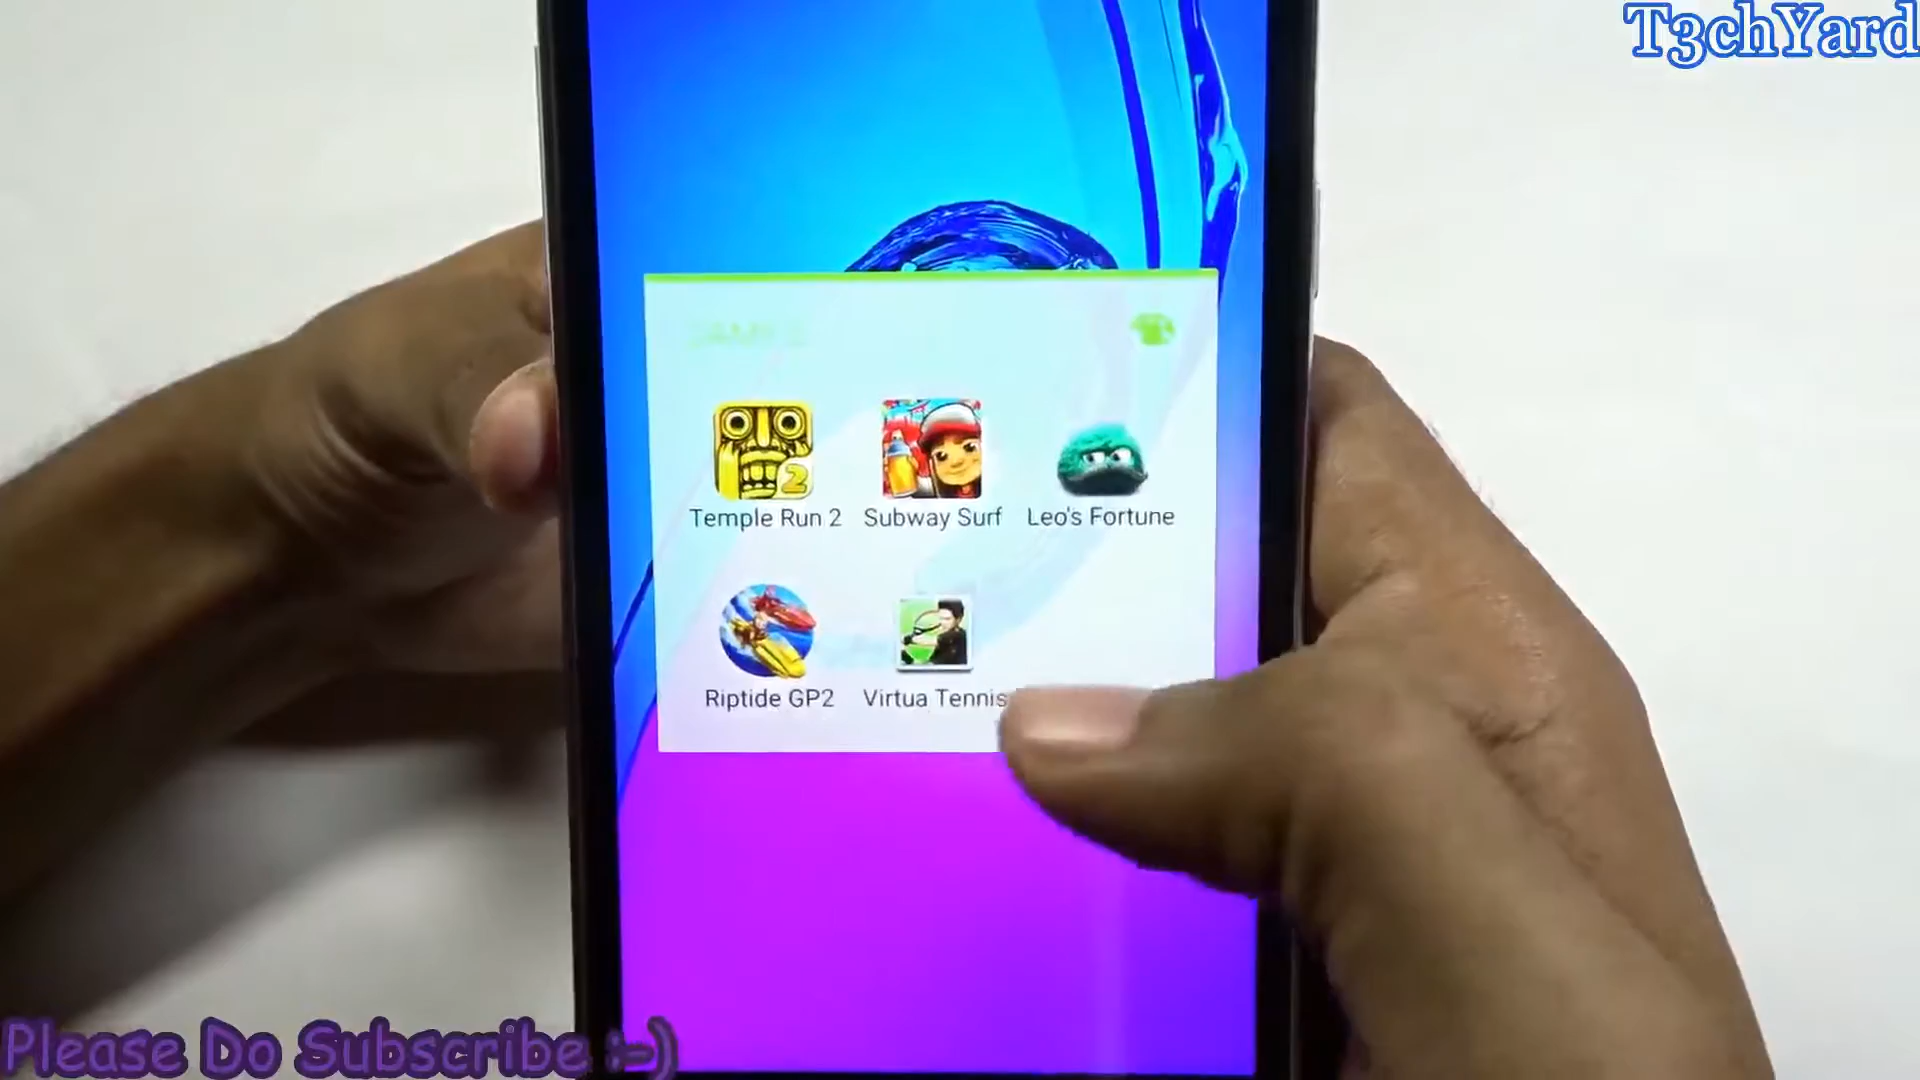 T3chYard
Temple Run 2
Subway Surf
Leo's Fortune
Riptide GP2
Virtua Tennis
Please Do Subscribe :-)